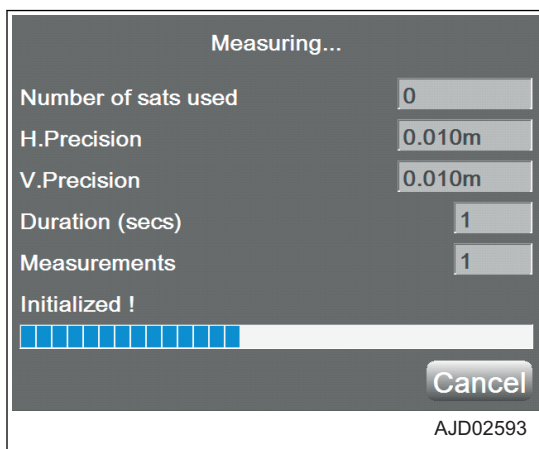 Measuring...
Number of sats used 0
H.Precision 0.010m
V.Precision 0.010m
Duration (secs) 1
Measurements 1
Initialized !
Cancel
AJD02593